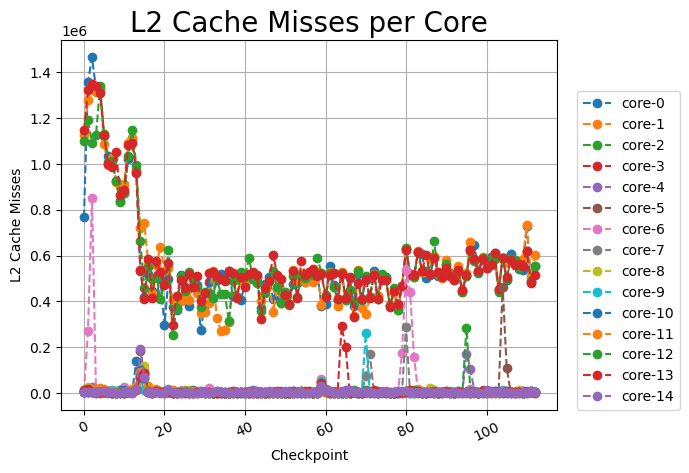 L2 Cache Misses per Core
1e6
1.4
1.2
1.0
0.8
0.6
0.4
0.2
0.0
L2 Cache Misses
0
20
40
60
80
100
Checkpoint
core-0
core-1
core-2
core-3
core-4
core-5
core-6
core-7
core-8
core-9
core-10
core-11
core-12
core-13
core-14